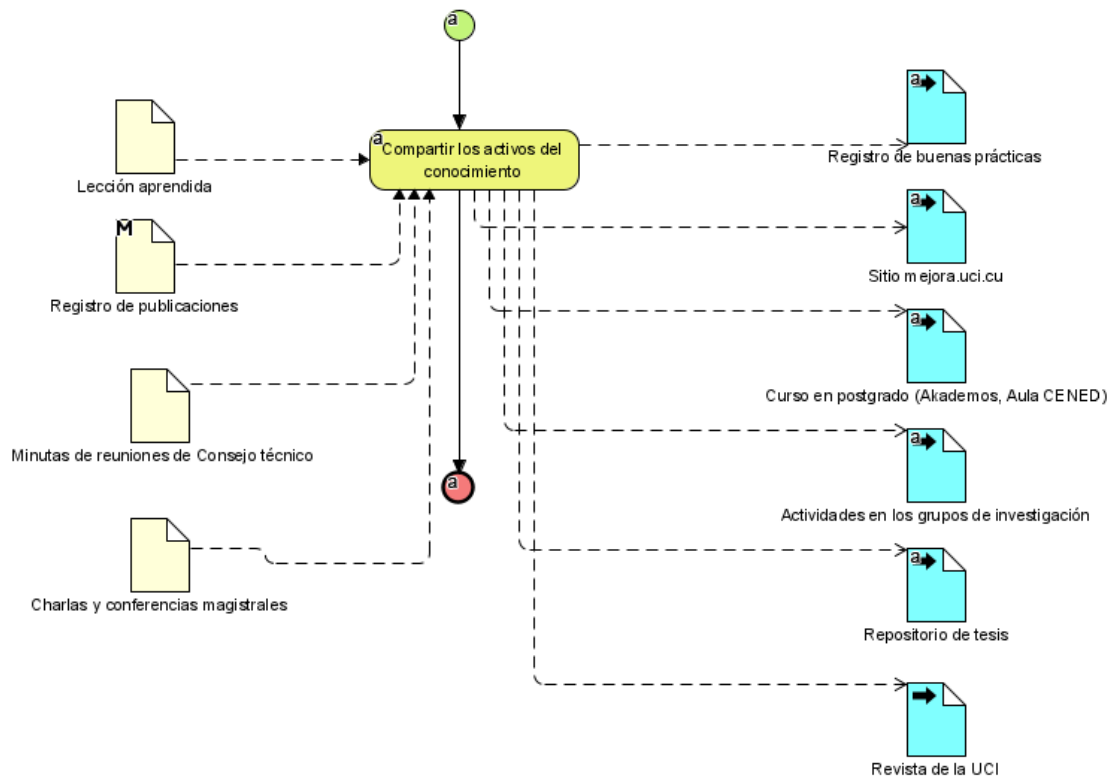 a
a
Compartir los activos del
conocimiento
Lección aprendida
M
Registro de publicaciones
Minutas de reuniones de Consejo técnico
Charlas y conferencias magistrales
a
a
Registro de buenas prácticas
a
Sitio mejora.uci.cu
a
Curso en postgrado (Akademos, Aula CENED)
a
Actividades en los grupos de investigación
a
Repositorio de tesis
Revista de la UCI